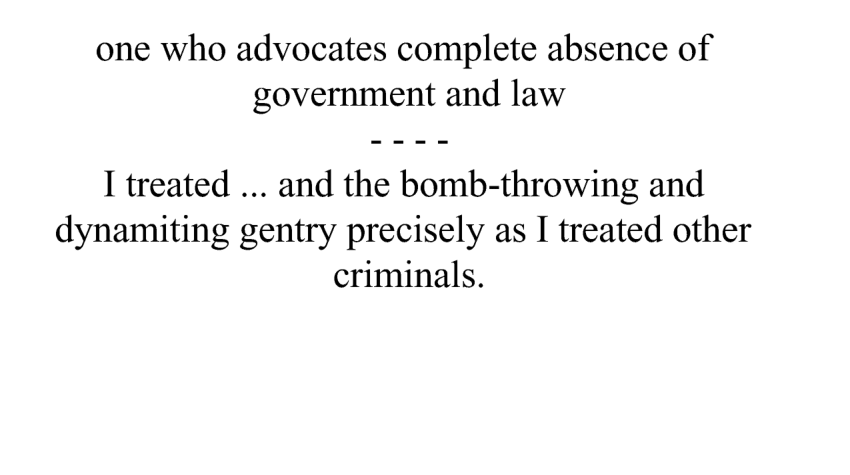 one who advocates complete absence of
government and law
- - - -
I treated ... and the bomb-throwing and
dynamiting gentry precisely as I treated other
criminals.